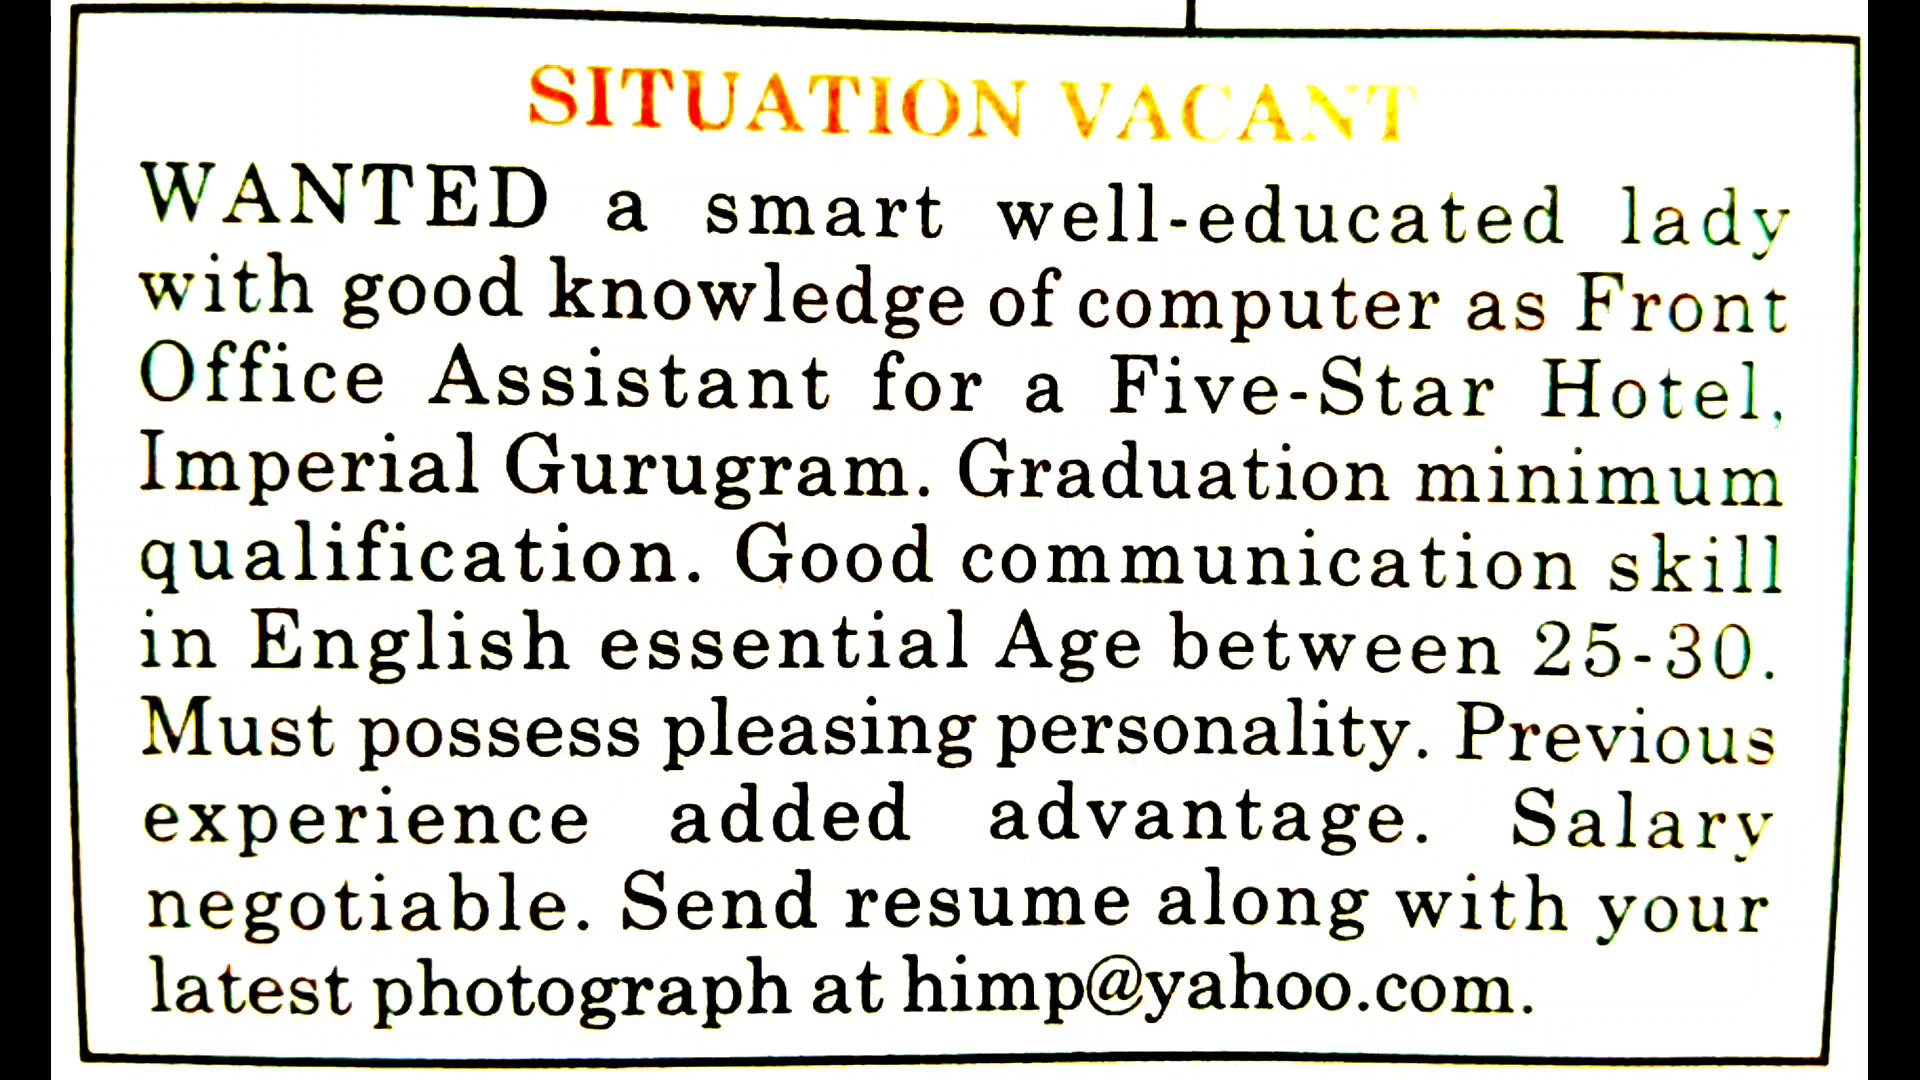 SITUATION VACANT
WANTED a smart well-educated lady
with good knowledge of computer as Front
Office Assistant for a Five-Star Hotel,
Imperial Gurugram. Graduation minimum
qualification. Good communication skill
in English essential Age between 25-30.
Must possess pleasing personality. Previous
experience added advantage. Salary
negotiable. Send resume along with your
latest photograph at himp@yahoo.com.